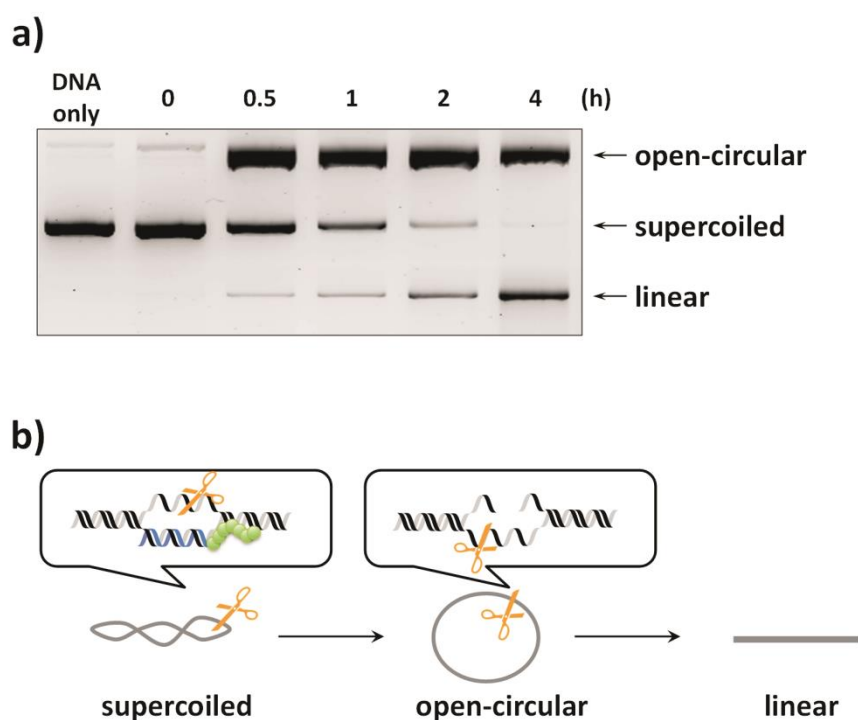 a)
DNA only 0 0.5 1 2 4 (h)
open-circular
supercoiled
linear
b)
supercoiled open-circular linear